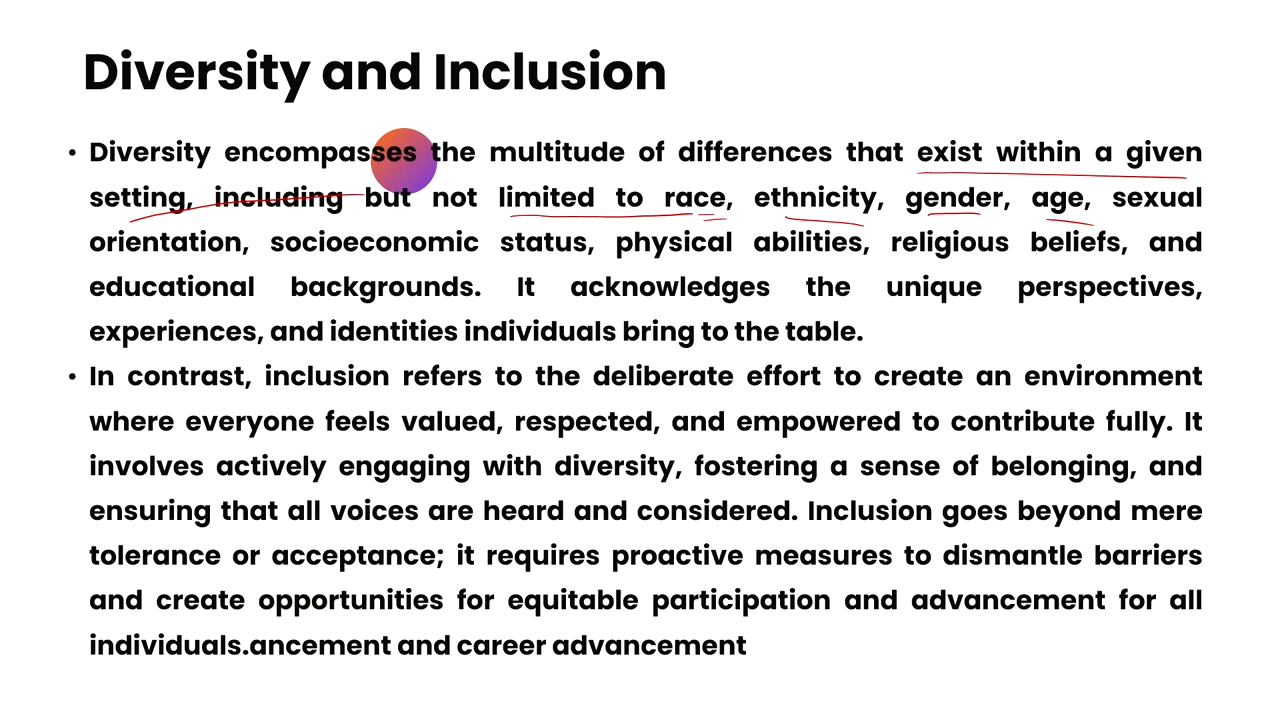 Diversity and Inclusion
• Diversity encompasses the multitude of differences that exist within a given
setting, including but not limited to race, ethnicity, gender, age, sexual
orientation, socioeconomic status, physical abilities, religious beliefs, and
educational backgrounds. It acknowledges the unique perspectives,
experiences, and identities individuals bring to the table.
• In contrast, inclusion refers to the deliberate effort to create an environment
where everyone feels valued, respected, and empowered to contribute fully. It
involves actively engaging with diversity, fostering a sense of belonging, and
ensuring that all voices are heard and considered. Inclusion goes beyond mere
tolerance or acceptance; it requires proactive measures to dismantle barriers
and create opportunities for equitable participation and advancement for all
individuals.ancement and career advancement